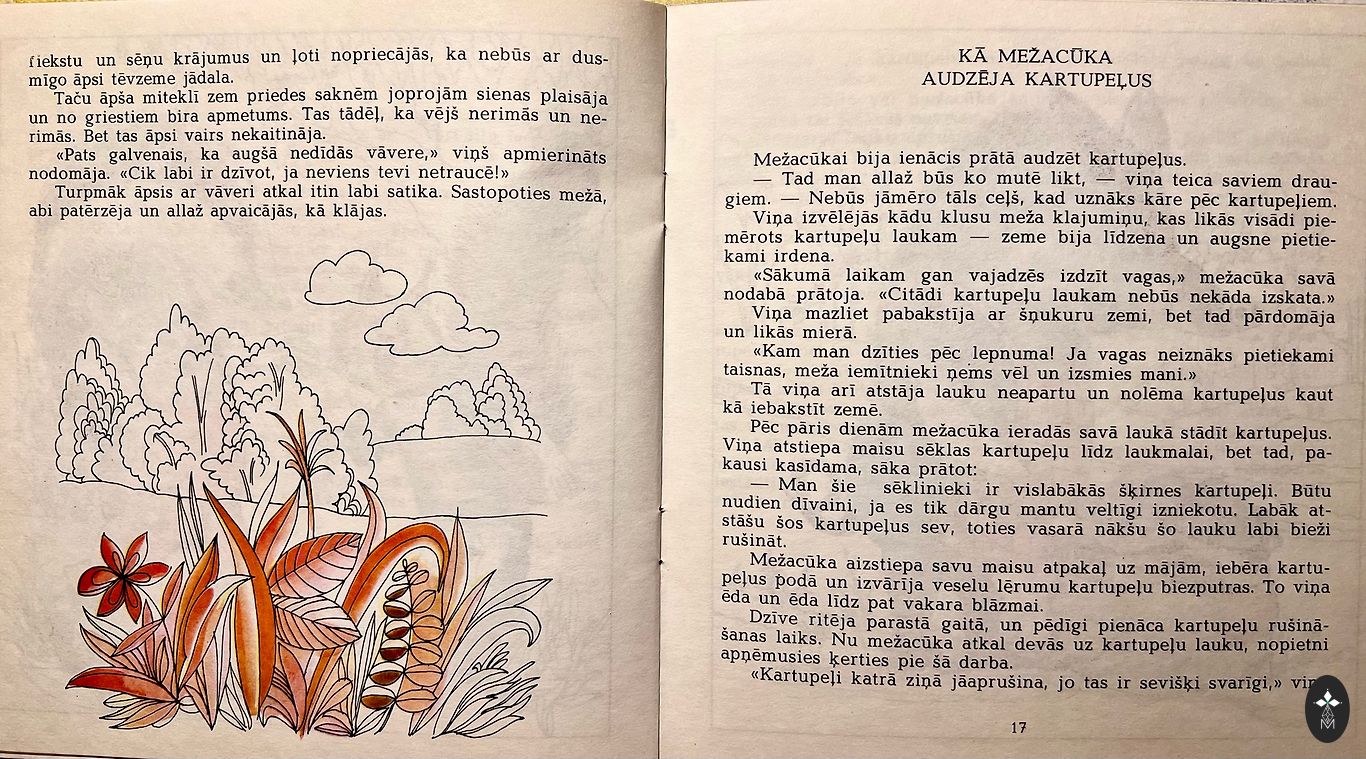 riekstu un sēņu krājumus un ļoti nopriecājās, ka nebūs ar dus-
mīgo āpsi tēvzeme jādala.
Taču āpša miteklī zem priedes saknēm joprojām sienas plaisāja
un no griestiem bira apmetums. Tas tādēļ, ka vējš nerimās un ne-
rimās. Bet tas āpsi vairs nekaitināja.
«Pats galvenais, ka augšā nedīdās vāvere,» viņš apmierināts
nodomāja. «Cik labi ir dzīvot, ja neviens tevi netraucē!»
Turpmāk āpsis ar vāveri atkal itin labi satika. Sastopoties mežā,
abi patērzēja un allaž apvaicājās, kā klājas.
KĀ MEŽACŪKA
AUDZĒJA KARTUPEĻUS
Mežacūkai bija ienācis prātā audzēt kartupeļus.
— Tad man allaž būs ko mutē likt, — viņa teica saviem drau-
giem. — Nebūs jāmēro tāls ceļš, kad uznāks kāre pēc kartupeļiem.
Viņa izvēlējās kādu klusu meža klajumiņu, kas likās visādi pie-
mērots kartupeļu laukam — zeme bija līdzena un augsne pietie-
kami irdena.
«Sākumā laikam gan vajadzēs izdzīt vagas,» mežacūka savā
nodabā prātoja. «Citādi kartupeļu laukam nebūs nekāda izskata.»
Viņa mazliet pabakstīja ar šņukuru zemi, bet tad pārdomāja
un likās mierā.
«Kam man dzīties pēc lepnuma! Ja vagas neiznāks pietiekami
taisnas, meža iemītnieki ņems vēl un izsmies mani.»
Tā viņa arī atstāja lauku neapartu un nolēma kartupeļus kaut
kā iebakstīt zemē.
Pēc pāris dienām mežacūka ieradās savā laukā stādīt kartupeļus.
Viņa atstiepa maisu sēklas kartupeļu līdz laukmalai, bet tad, pa-
kausi kasīdama, sāka prātot:
— Man šie sēklinieki ir vislabākās šķirnes kartupeļi. Būtu
nudien dīvaini, ja es tik dārgu mantu veltīgi izniekotu. Labāk at-
stāšu šos kartupeļus sev, toties vasarā nākšu šo lauku labi bieži
rušināt.
Mežacūka aizstiepa savu maisu atpakaļ uz mājām, iebēra kartu-
peļus podā un izvārīja veselu lērumu kartupeļu biezputras. To viņa
ēda un ēda līdz pat vakara blāzmai.
Dzīve ritēja parastā gaitā, un pēdīgi pienāca kartupeļu rušinā-
šanas laiks. Nu mežacūka atkal devās uz kartupeļu lauku, nopietni
apņēmusies ķerties pie šā darba.
«Kartupeļi katrā ziņā jāaprušina, jo tas ir sevišķi svarīgi,»
17
M